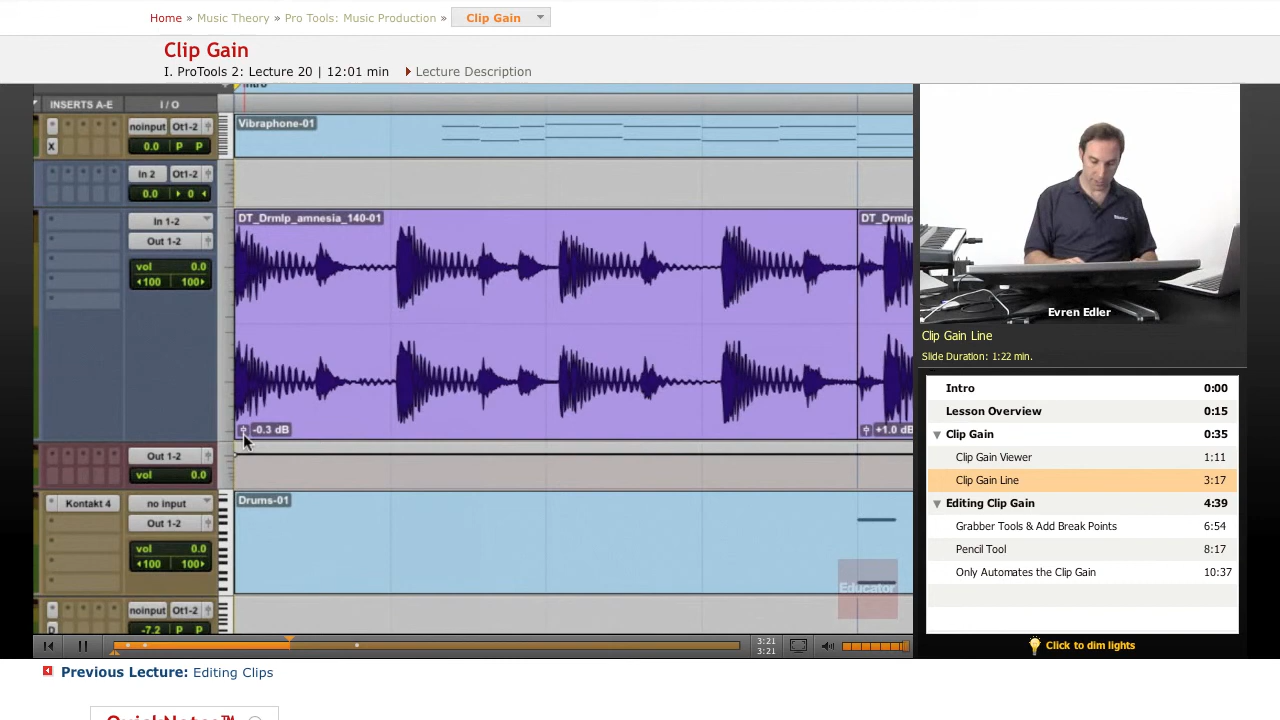 Home » Music Theory » Pro Tools: Music Production » Clip Gain
Clip Gain
I. ProTools 2: Lecture 20 | 12:01 min Lecture Description
Intro
INSERTS A-E I / O
noinput Ot1-2
X 0.0 P P
Vibraphone-01
In 2 Ot1-2
0.0 0
In 1-2
Out 1-2
vol 0.0
100 100
DT_Drmlp_amnesia_140-01
DT_Drmlp
-0.3 dB
+1.0 dB
Out 1-2
vol 0.0
Kontakt 4 no input
Out 1-2
vol 0.0
100 100
Drums-01
Educator
noinput Ot1-2
D -7.2 P P
3:21
3:21
Evren Edler
Clip Gain Line
Slide Duration: 1:22 min.
Intro 0:00
Lesson Overview 0:15
Clip Gain 0:35
Clip Gain Viewer 1:11
Clip Gain Line 3:17
Editing Clip Gain 4:39
Grabber Tools & Add Break Points 6:54
Pencil Tool 8:17
Only Automates the Clip Gain 10:37
Click to dim lights
Previous Lecture: Editing Clips
QuickNotes™